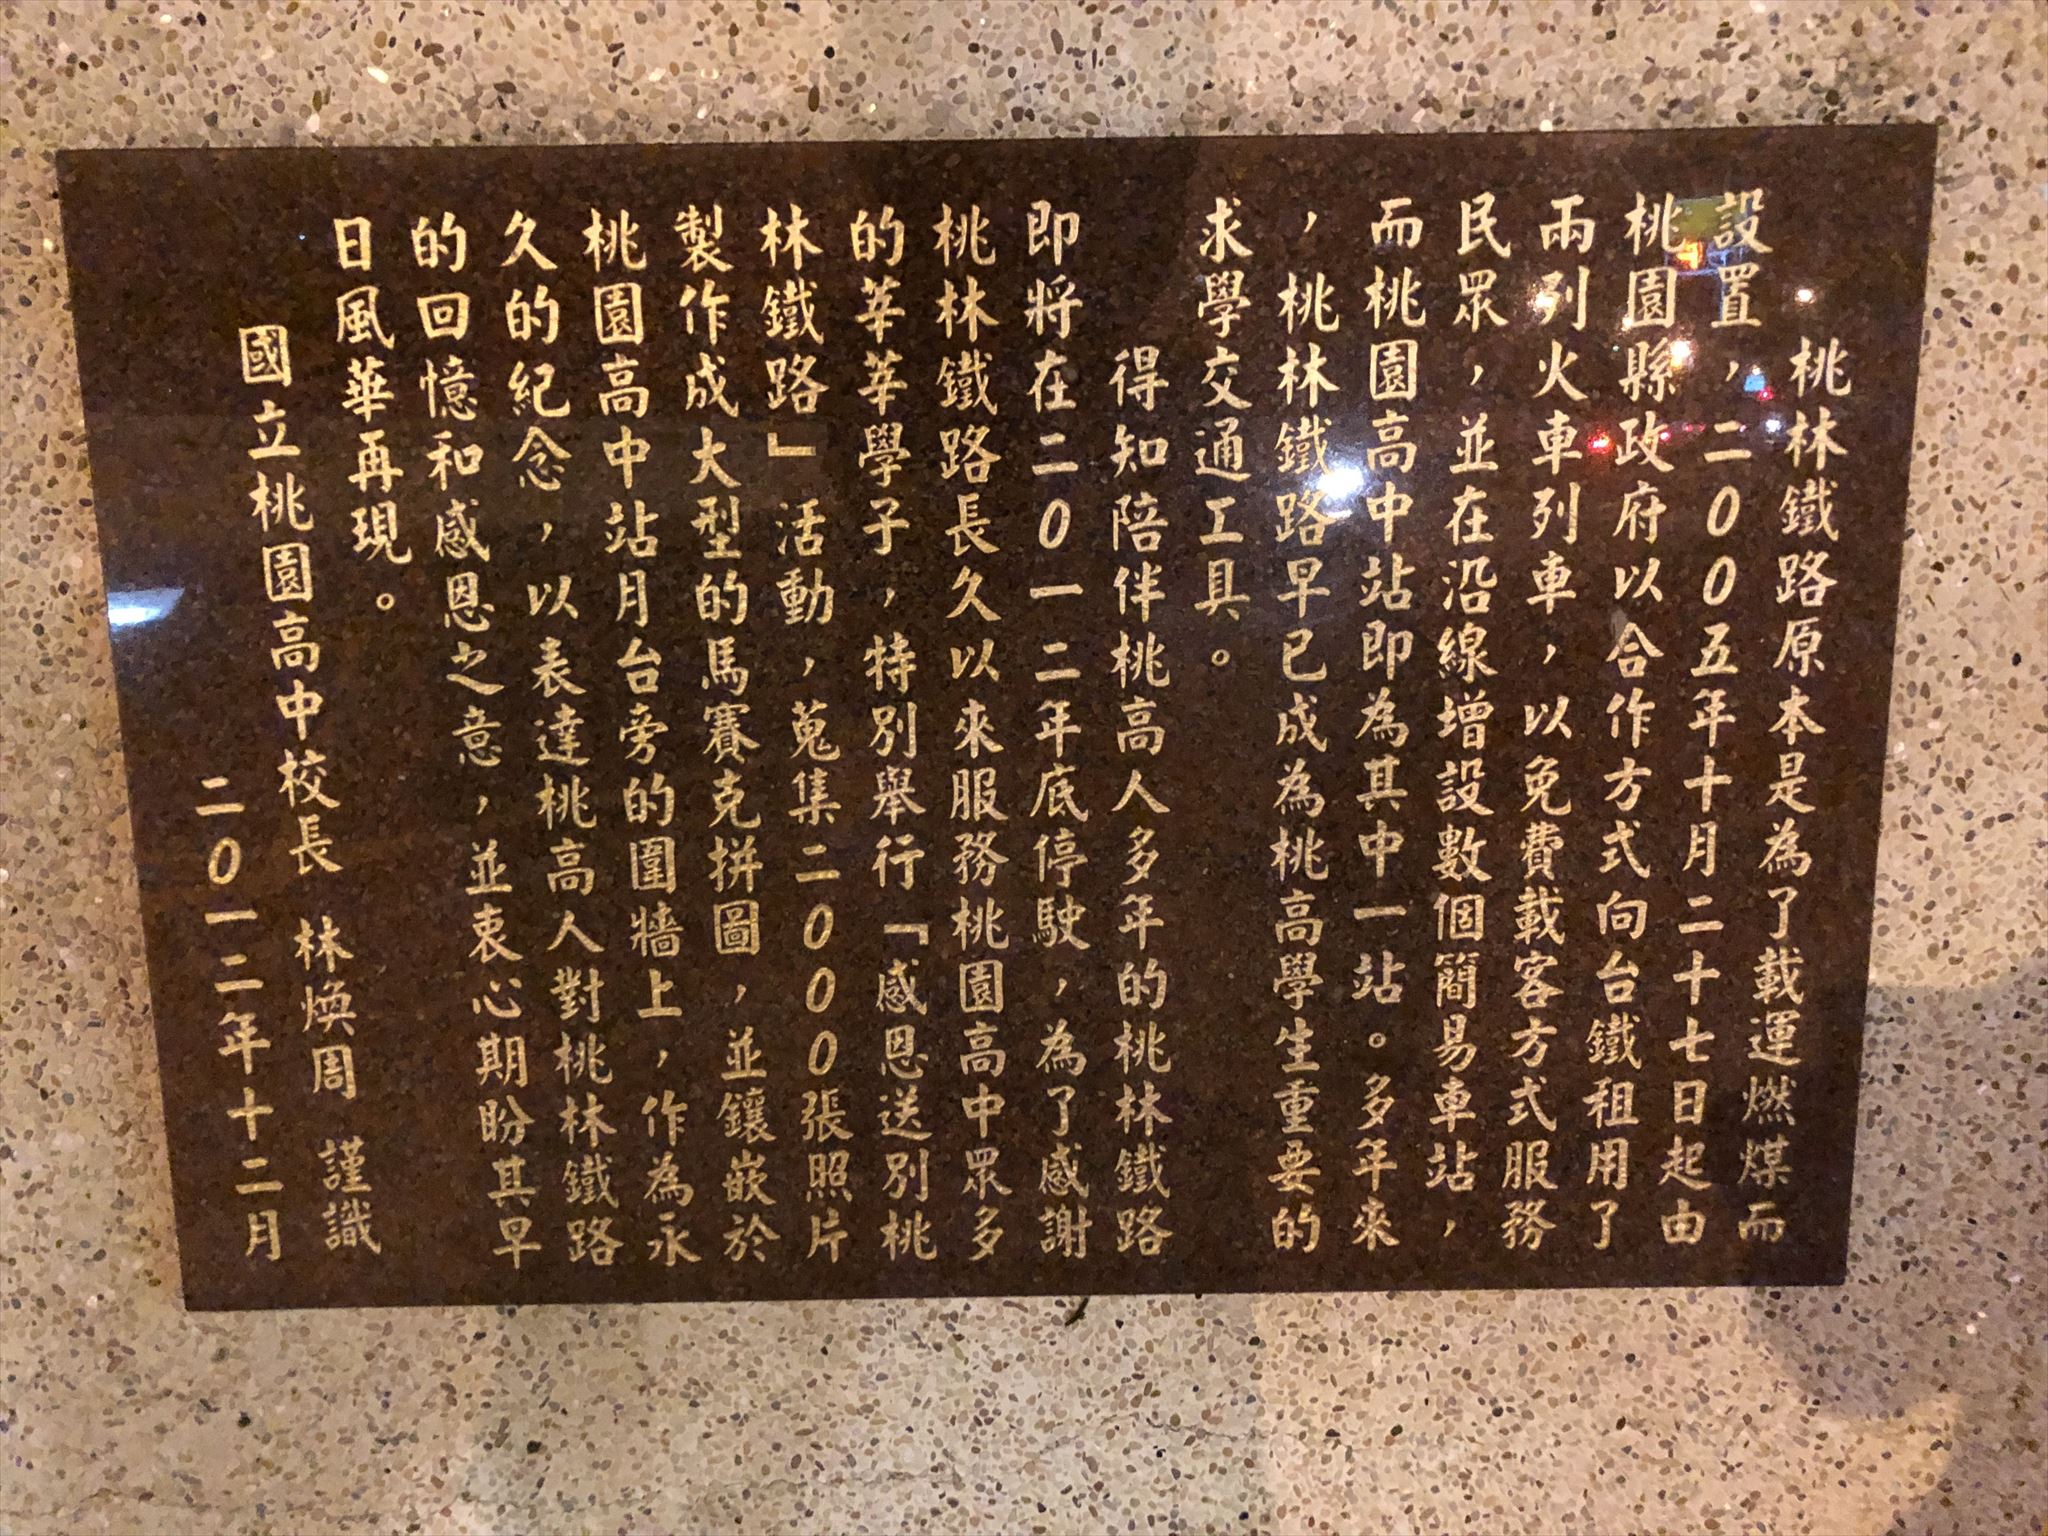 桃林鐵路原本是為了載運燃煤而
設置，二００五年十月二十七日起由
桃園縣政府以合作方式向台鐵租用了
兩列火車列車，以免費載客方式服務
民眾，並在沿線增設數個簡易車站，
而桃園高中站即為其中一站。多年來
，桃林鐵路早已成為桃高學生重要的
求學交通工具。
得知陪伴桃高人多年的桃林鐵路
即將在二０一二年底停駛，為了感謝
桃林鐵路長久以來服務桃園高中眾多
的莘莘學子，特別舉行「感恩送別桃
林鐵路」活動，蒐集二０００張照片
製作成大型的馬賽克拼圖，並鑲嵌於
桃園高中站月台旁的圍牆上，作為永
久的紀念，以表達桃高人對桃林鐵路
的回憶和感恩之意，並衷心期盼其早
日風華再現。
國立桃園高中校長 林煥周 謹識
二０一二年十二月